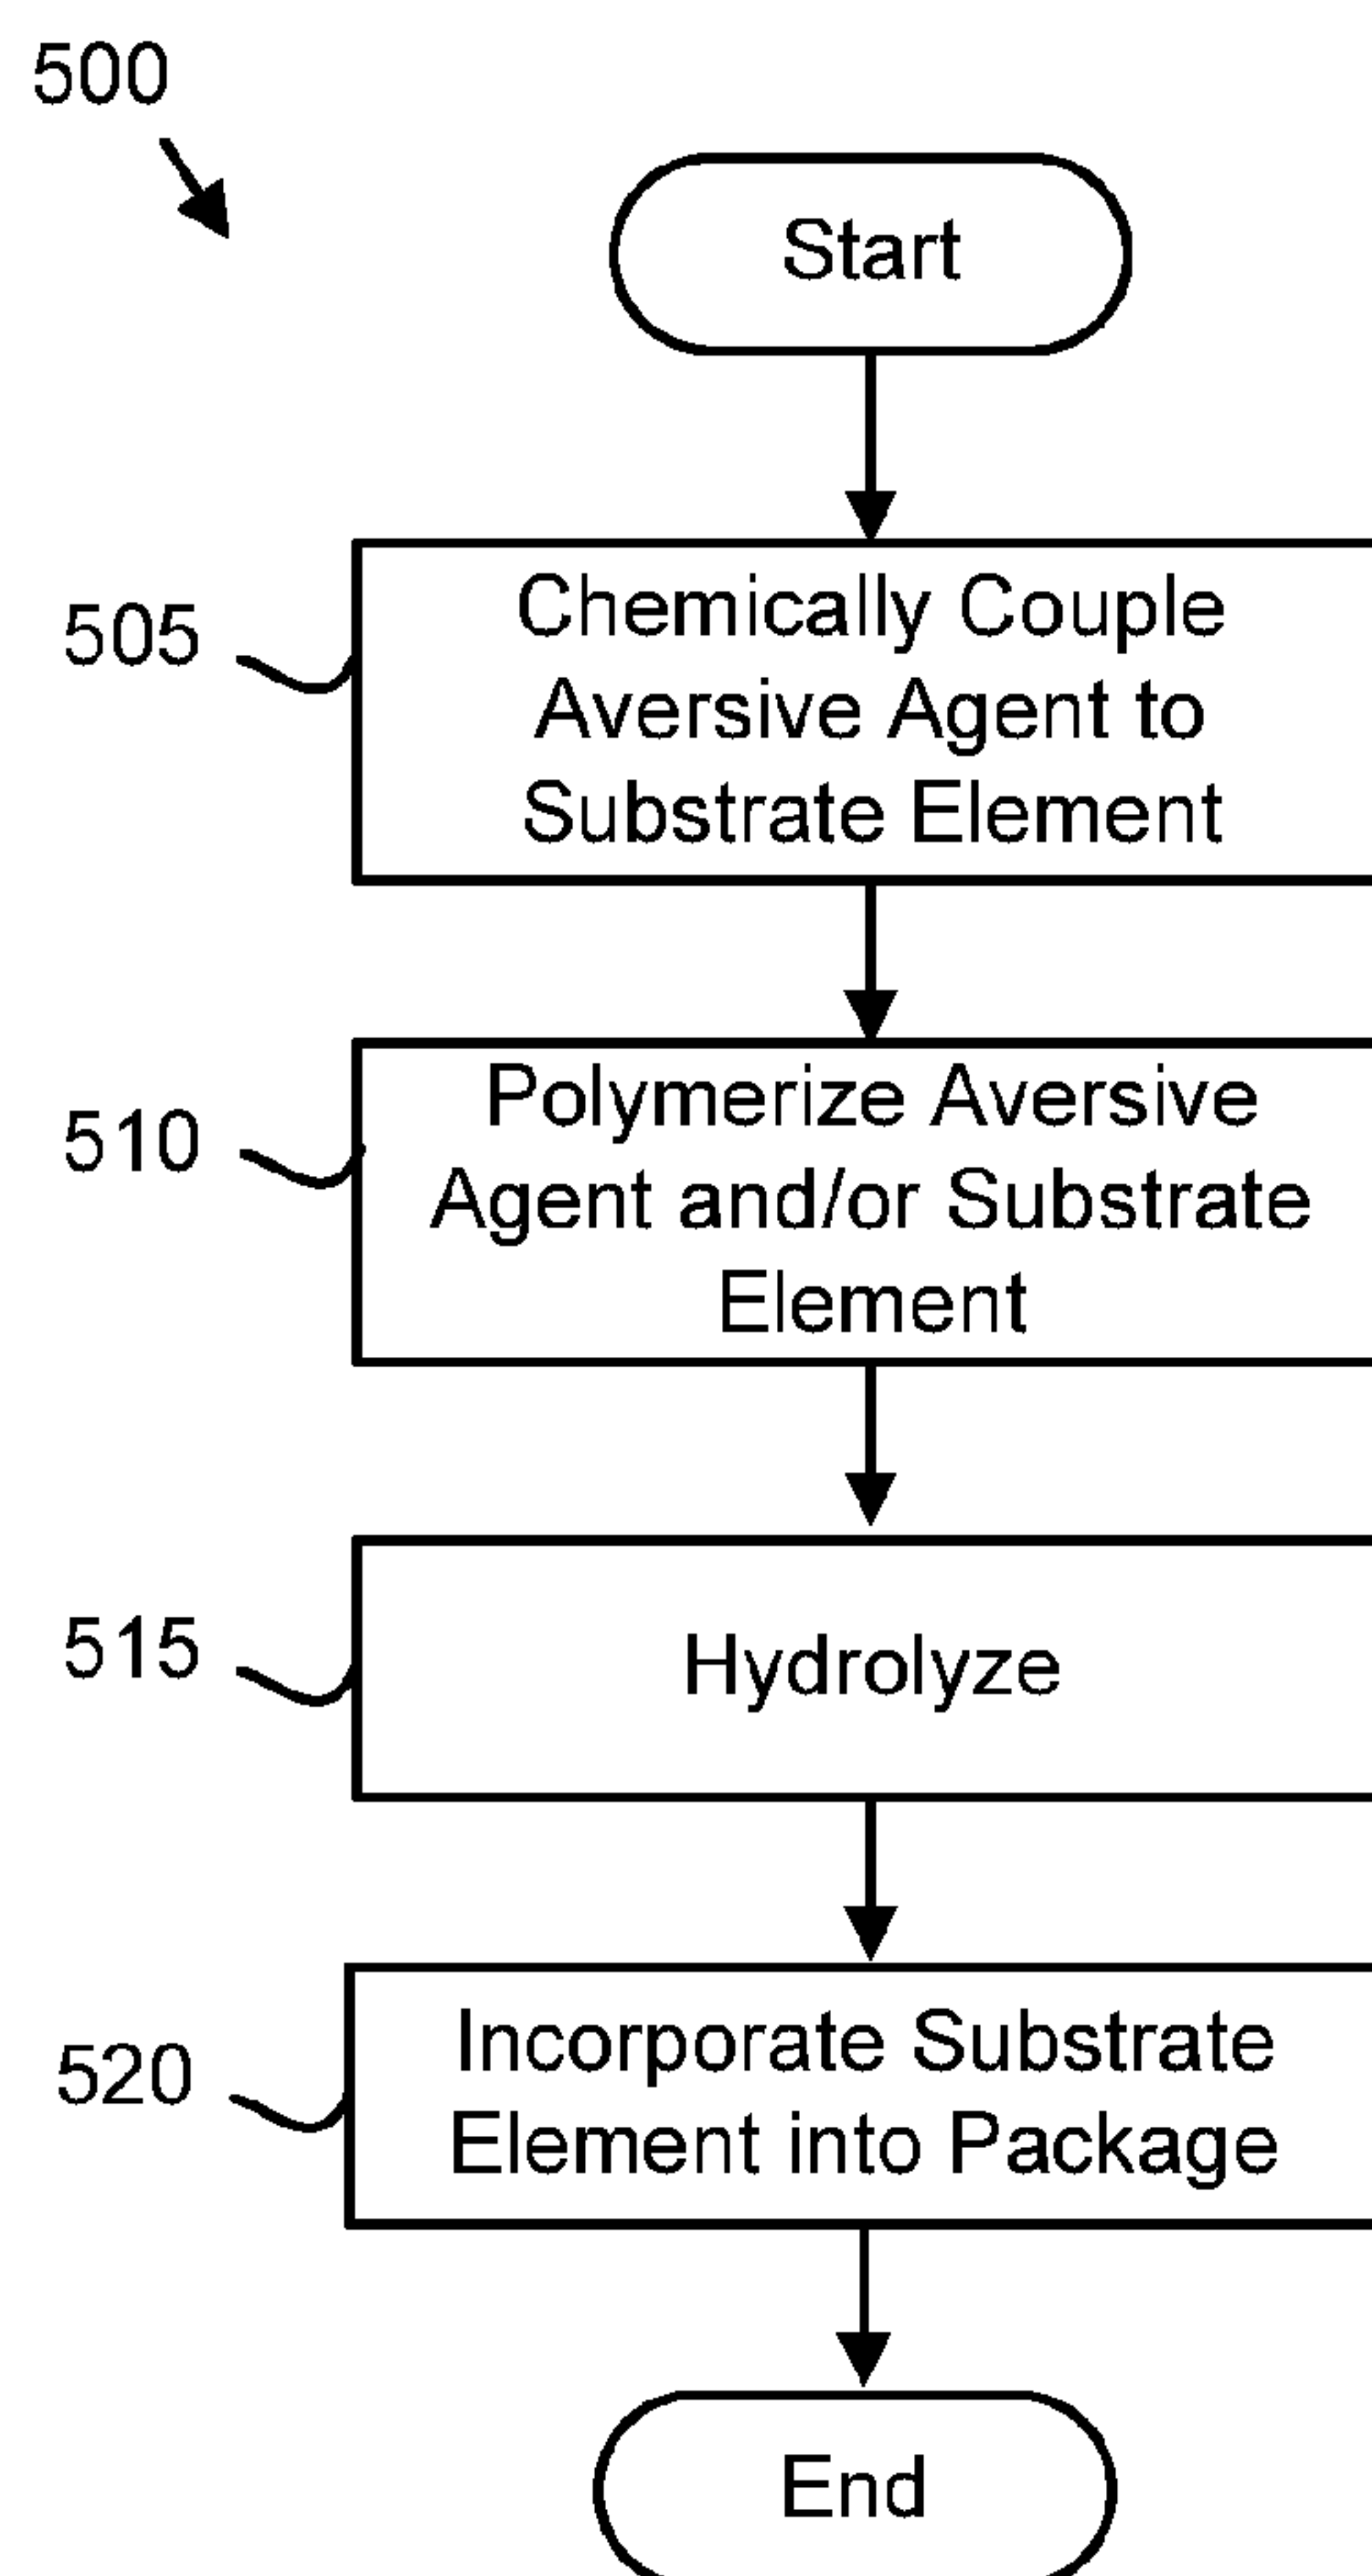 500
Start
505
Chemically Couple
Aversive Agent to
Substrate Element
510
Polymerize Aversive
Agent and/or Substrate
Element
515
Hydrolyze
520
Incorporate Substrate
Element into Package
End